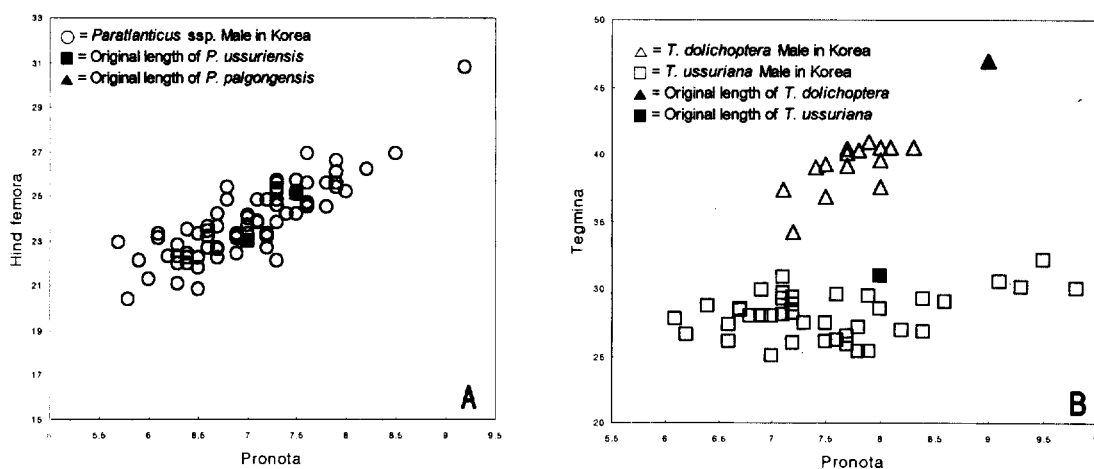 33
31
29
27
25
23
21
19
17
15
Hind femora
○ = Paratlanticus ssp. Male in Korea
■ = Original length of P. ussuriensis
▲ = Original length of P. palgongensis
A
5.5 6 6.5 7 7.5 8 8.5 9 9.5
Pronota
50
45
40
35
30
25
20
Tegmina
△ = T. dolichoptera Male in Korea
□ = T. ussuriana Male in Korea
▲ = Original length of T. dolichoptera
■ = Original length of T. ussuriana
B
6 6.5 7 7.5 8 8.5 9 9.5
Pronota